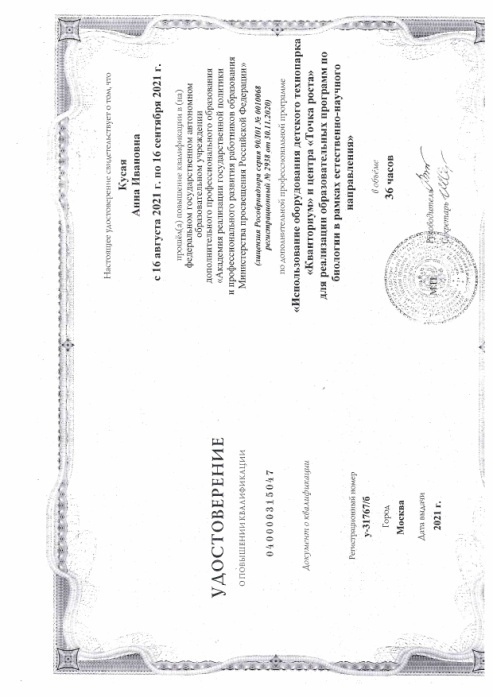 УДОСТОВЕРЕНИЕ
О ПОВЫШЕНИИ КВАЛИФИКАЦИИ
040000315047
Документ о квалификации
Регистрационный номер
у-31767/б
Город
Москва
Дата выдачи
2021 г.
Настоящее удостоверение свидетельствует о том, что
Кусая
Анна Ивановна
с 16 августа 2021 г. по 16 сентября 2021 г.
прошёл(а) повышение квалификации в (на)
федеральном государственном автономном
образовательном учреждении
дополнительного профессионального образования
«Академия реализации государственной политики
и профессионального развития работников образования
Министерства просвещения Российской Федерации»
(лицензия Рособрнадзора серия 90Л01 № 0010068
регистрационный № 2938 от 30.11.2020)
по дополнительной профессиональной программе
«Использование оборудования детского технопарка
«Кванториум» и центра «Точка роста»
для реализации образовательных программ по
биологии в рамках естественно-научного
направления»
в объёме
36 часов
М.П.
Руководитель
Секретарь